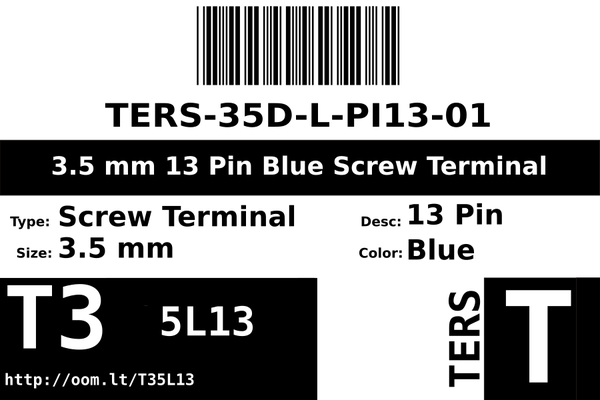 TERS-35D-L-PI13-01
3.5 mm 13 Pin Blue Screw Terminal
Type: Screw Terminal
Desc: 13 Pin
Size: 3.5 mm
Color: Blue
T3 5L13
http://oom.lt/T35L13
TERS
T